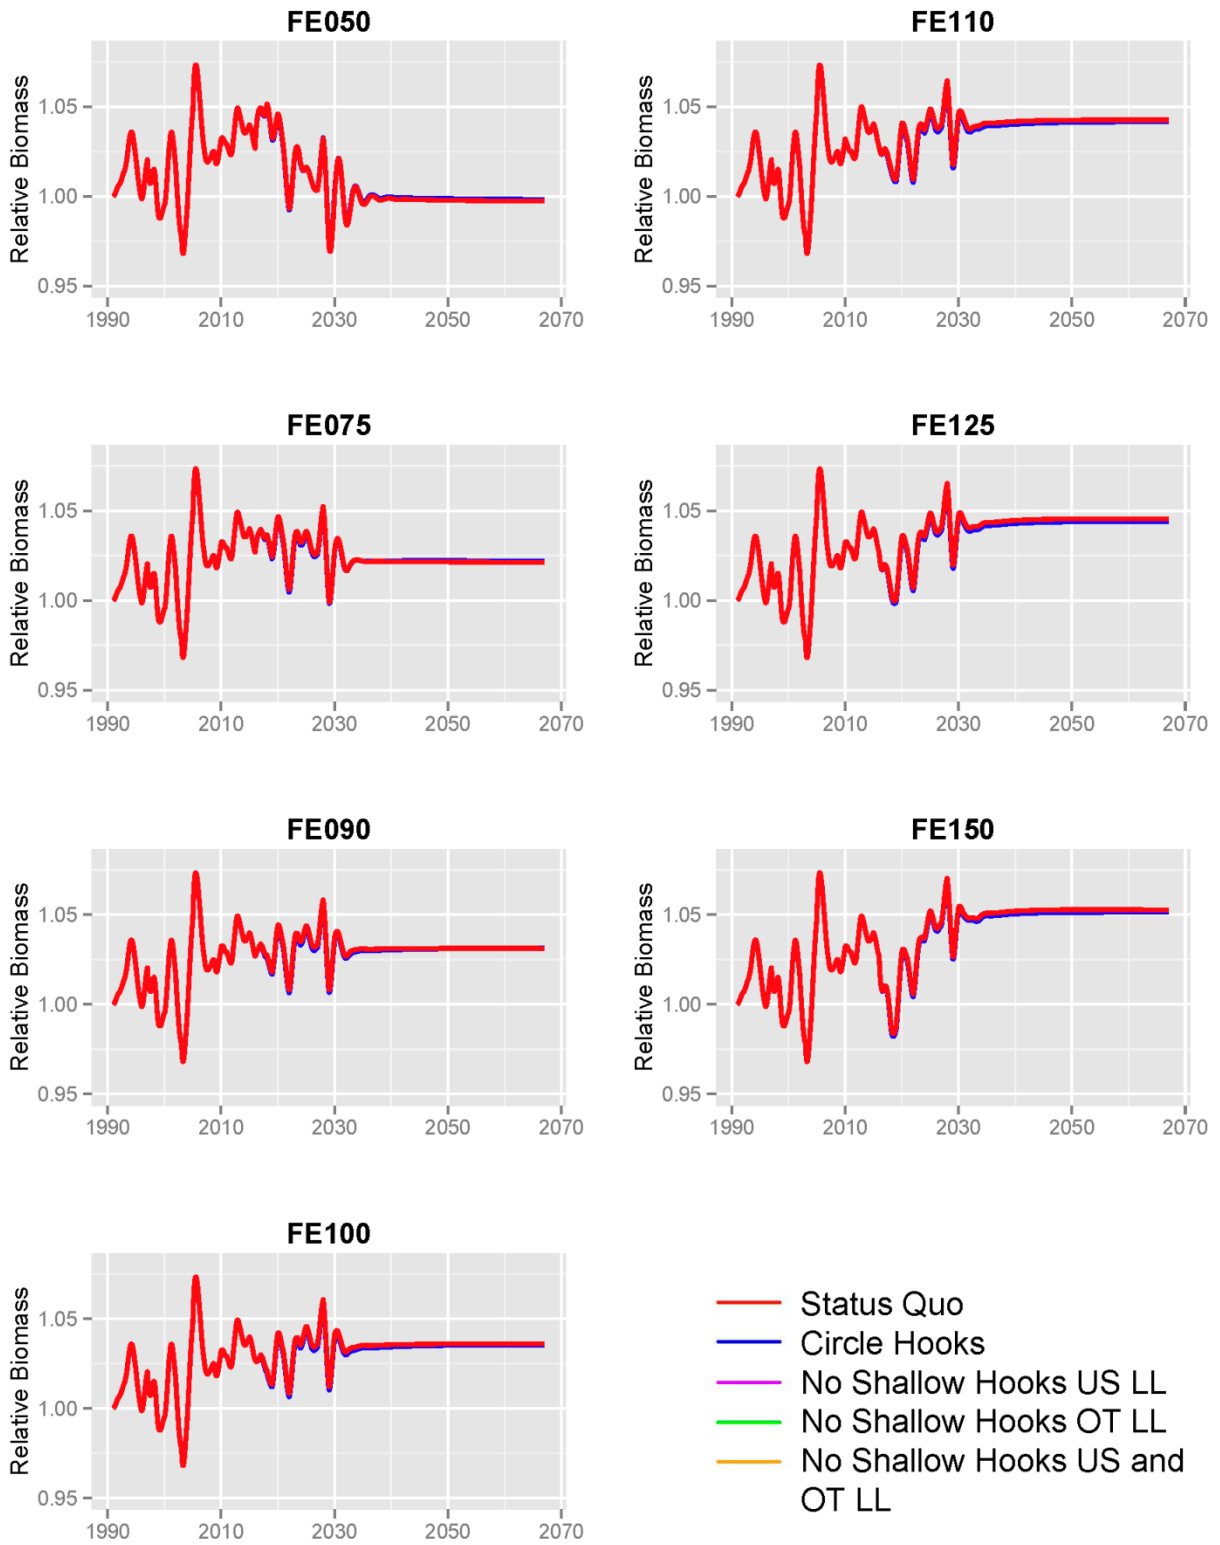 FE050
Relative Biomass
1.05
1.00
0.95
1990 2010 2030 2050 2070
FE110
Relative Biomass
1.05
1.00
0.95
1990 2010 2030 2050 2070
FE075
Relative Biomass
1.05
1.00
0.95
1990 2010 2030 2050 2070
FE125
Relative Biomass
1.05
1.00
0.95
1990 2010 2030 2050 2070
FE090
Relative Biomass
1.05
1.00
0.95
1990 2010 2030 2050 2070
FE150
Relative Biomass
1.05
1.00
0.95
1990 2010 2030 2050 2070
FE100
Relative Biomass
1.05
1.00
0.95
1990 2010 2030 2050 2070
Status Quo
Circle Hooks
No Shallow Hooks US LL
No Shallow Hooks OT LL
No Shallow Hooks US and
OT LL